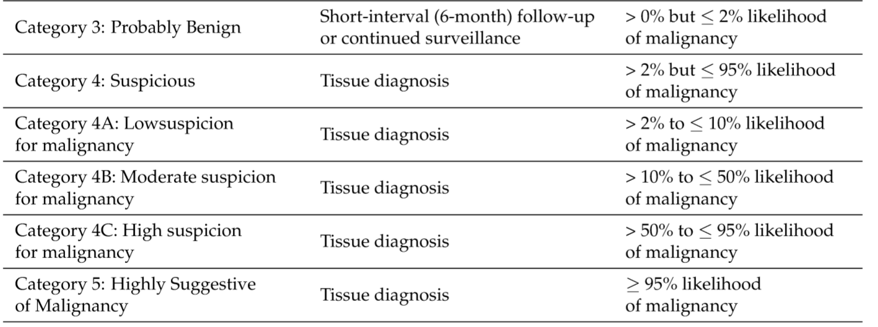 Category 3: Probably Benign
Short-interval (6-month) follow-up
or continued surveillance
> 0% but ≤ 2% likelihood
of malignancy
Category 4: Suspicious
Tissue diagnosis
> 2% but ≤ 95% likelihood
of malignancy
Category 4A: Lowsuspicion
for malignancy
Tissue diagnosis
> 2% to ≤ 10% likelihood
of malignancy
Category 4B: Moderate suspicion
for malignancy
Tissue diagnosis
> 10% to ≤ 50% likelihood
of malignancy
Category 4C: High suspicion
for malignancy
Tissue diagnosis
> 50% to ≤ 95% likelihood
of malignancy
Category 5: Highly Suggestive
of Malignancy
Tissue diagnosis
≥ 95% likelihood
of malignancy